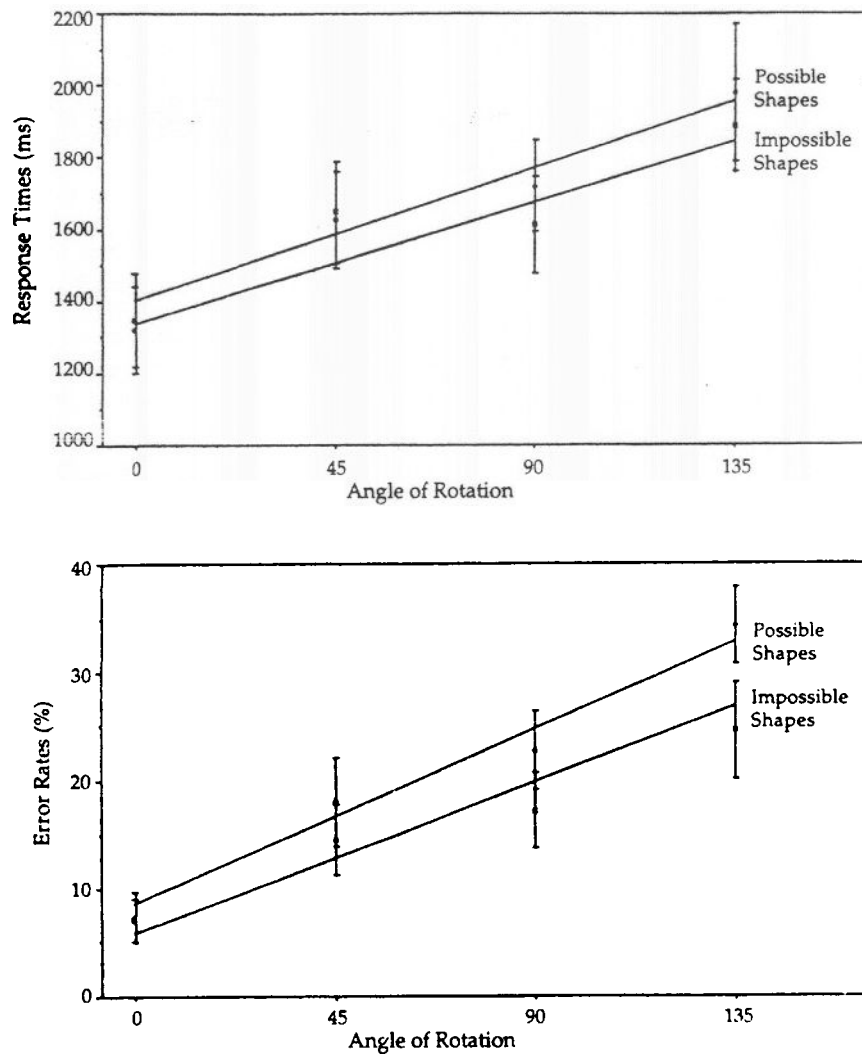 2200
2000
1800
1600
1400
1200
1000
Response Times (ms)
Possible
Shapes
Impossible
Shapes
0 45 90 135
Angle of Rotation
40
30
20
10
0
Error Rates (%)
Possible
Shapes
Impossible
Shapes
0 45 90 135
Angle of Rotation